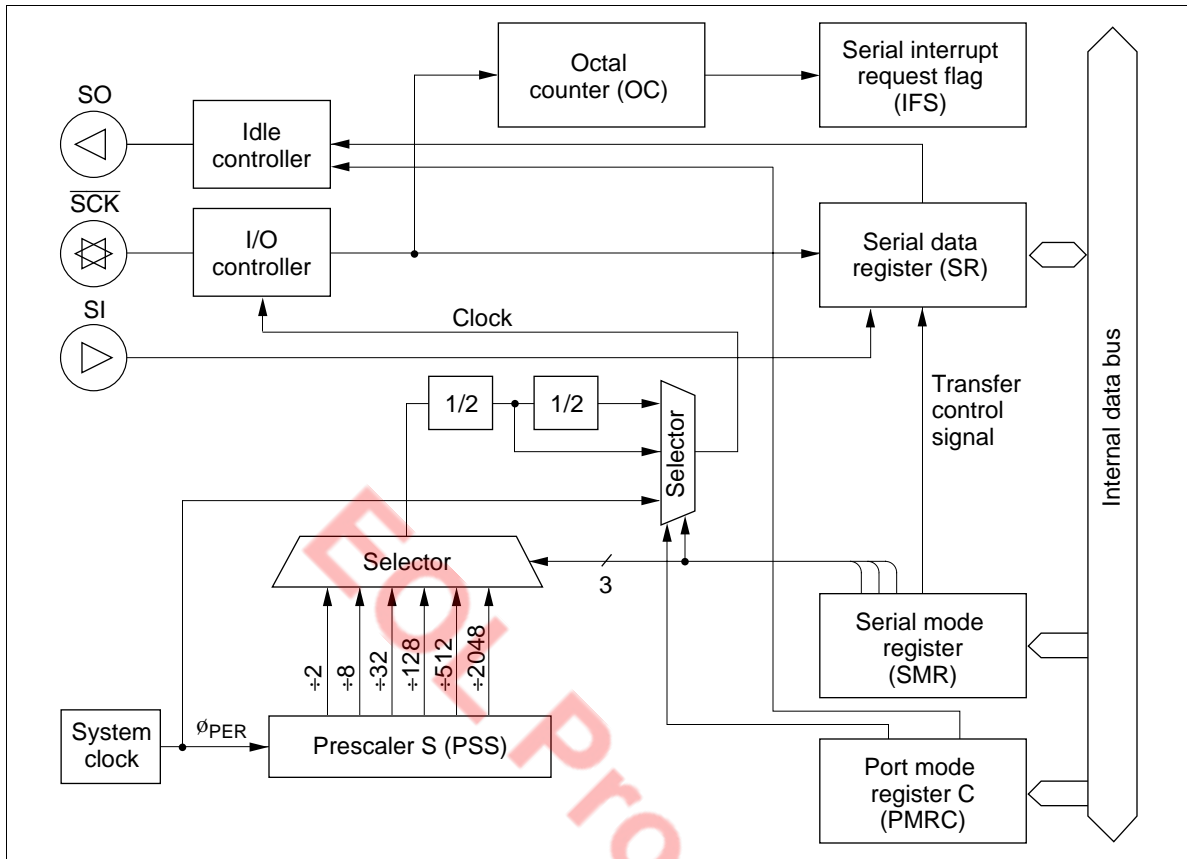 Octal
counter (OC)
Serial interrupt
request flag
(IFS)
SO
Idle
controller
SCK
I/O
controller
Serial data
register (SR)
SI
Clock
1/2
1/2
Selector
Transfer
control
signal
Internal data bus
Selector
3
÷2
÷8
÷32
÷128
÷512
÷2048
Serial mode
register
(SMR)
System
clock
øPER
Prescaler S (PSS)
Port mode
register C
(PMRC)
EOL Pro